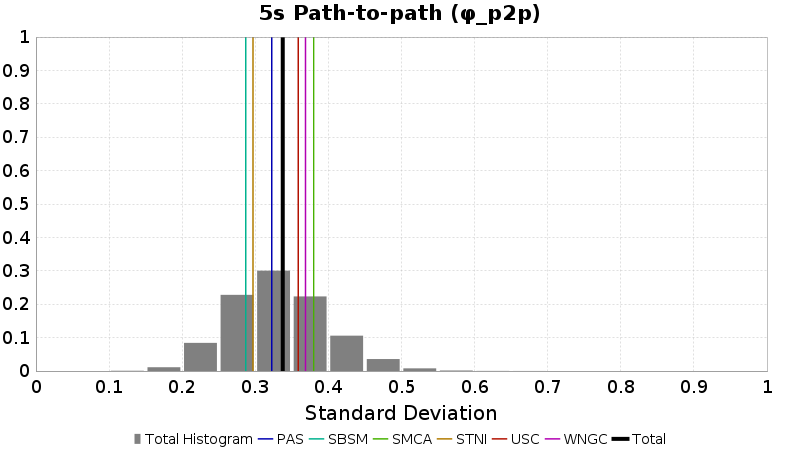 5s Path-to-path (φ_p2p)
1
0.9
0.8
0.7
0.6
0.5
0.4
0.3
0.2
0.1
0
0 0.1 0.2 0.3 0.4 0.5 0.6 0.7 0.8 0.9 1
Standard Deviation
Total Histogram PAS SBSM SMCA STNI USC WNGC Total